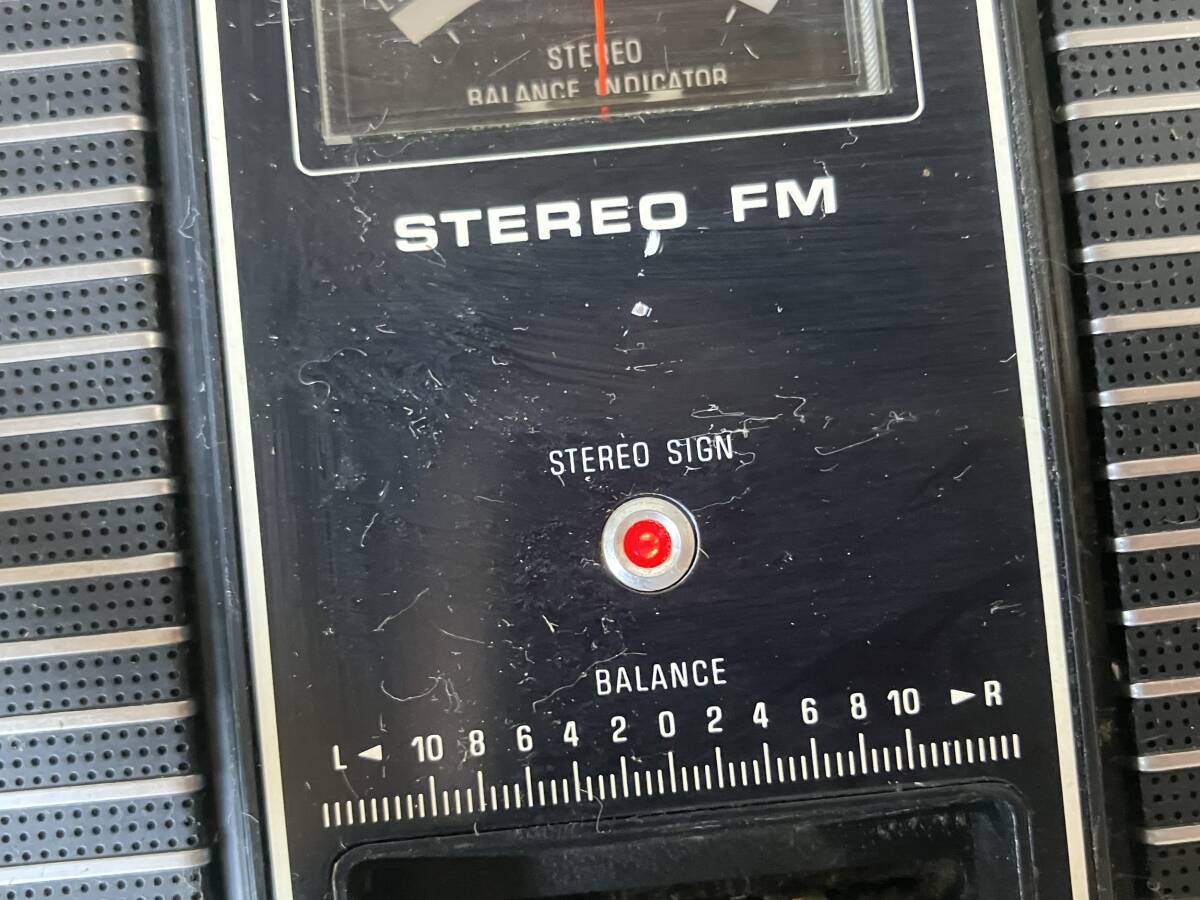 STEREO
BALANCE INDICATOR
STEREO FM
STEREO SIGN
BALANCE
L ◄ 10 8 6 4 2 0 2 4 6 8 10 ► R